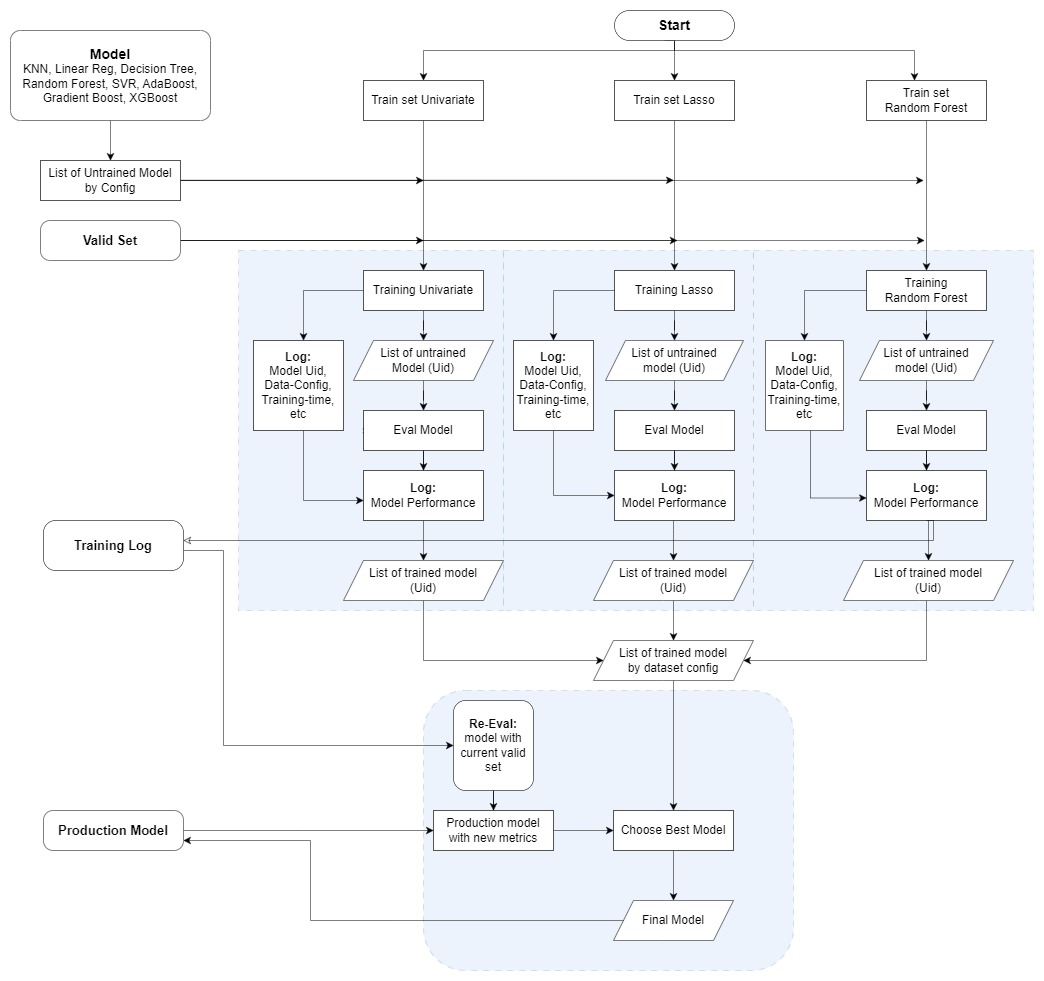 Start
Model
KNN, Linear Reg, Decision Tree,
Random Forest, SVR, AdaBoost,
Gradient Boost, XGBoost
Train set Univariate
Train set Lasso
Train set
Random Forest
List of Untrained Model
by Config
Valid Set
Training Univariate
Training Lasso
Training
Random Forest
Log:
Model Uid,
Data-Config,
Training-time,
etc
List of untrained
Model (Uid)
Log:
Model Uid,
Data-Config,
Training-time,
etc
List of untrained
model (Uid)
Log:
Model Uid,
Data-Config,
Training-time,
etc
List of untrained
model (Uid)
Eval Model
Eval Model
Eval Model
Log:
Model Performance
Log:
Model Performance
Log:
Model Performance
Training Log
List of trained model
(Uid)
List of trained model
(Uid)
List of trained model
(Uid)
List of trained model
by dataset config
Re-Eval:
model with
current valid
set
Production Model
Production model
with new metrics
Choose Best Model
Final Model